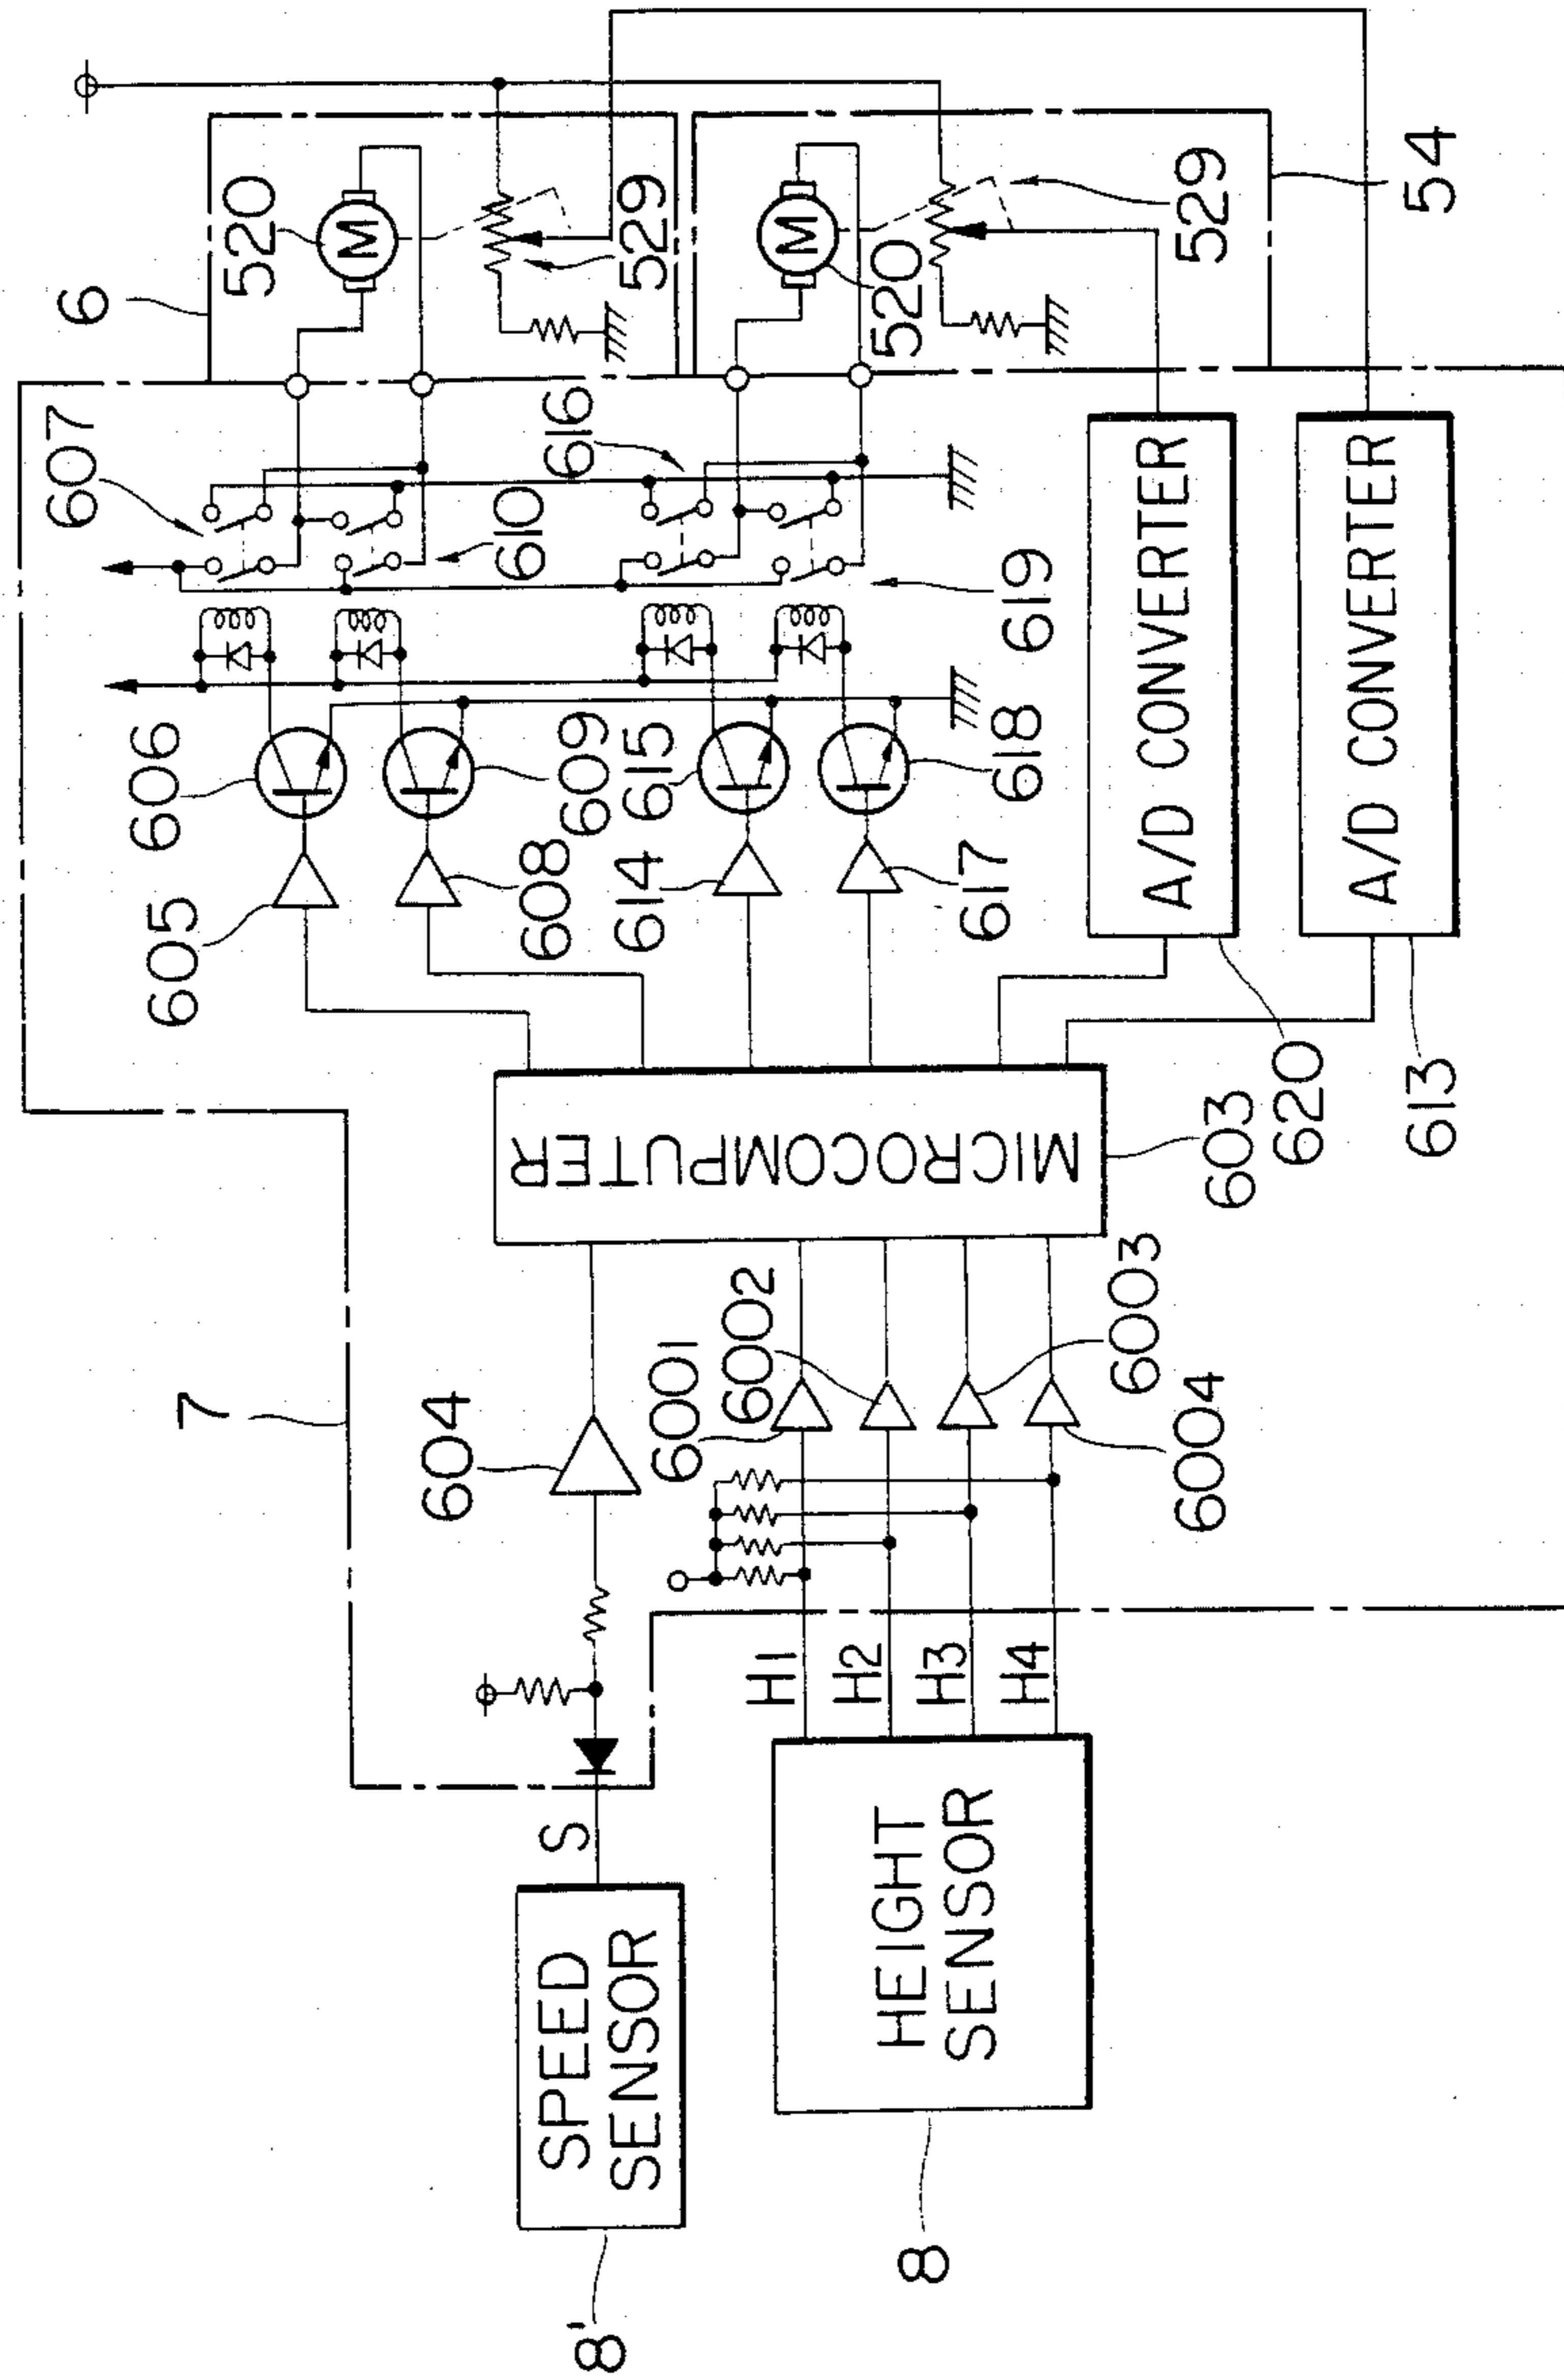 6
520
M
529
520
M
529
54
607
610
616
619
606
609
615
618
605
608
614
617
A/D CONVERTER
620
A/D CONVERTER
613
MICROCOMPUTER
603
7
604
6001
6002
6003
6004
S
H1
H2
H3
H4
SPEED
SENSOR
8'
HEIGHT
SENSOR
8